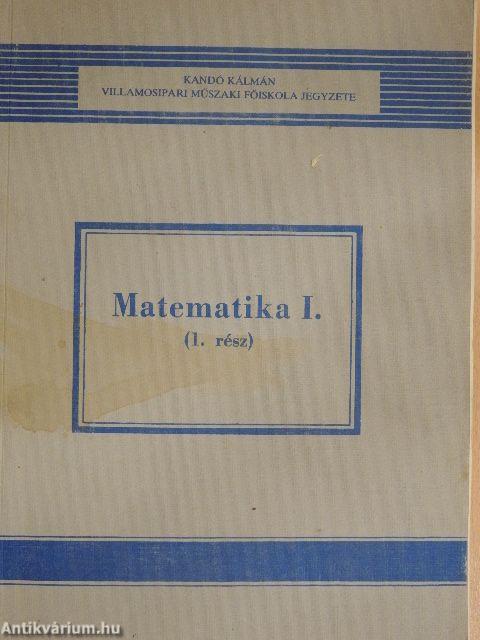 KANDÓ KÁLMÁN
VILLAMOSIPARI MŰSZAKI FŐISKOLA JEGYZETE
Matematika I.
(1. rész)
Antikvárium.hu